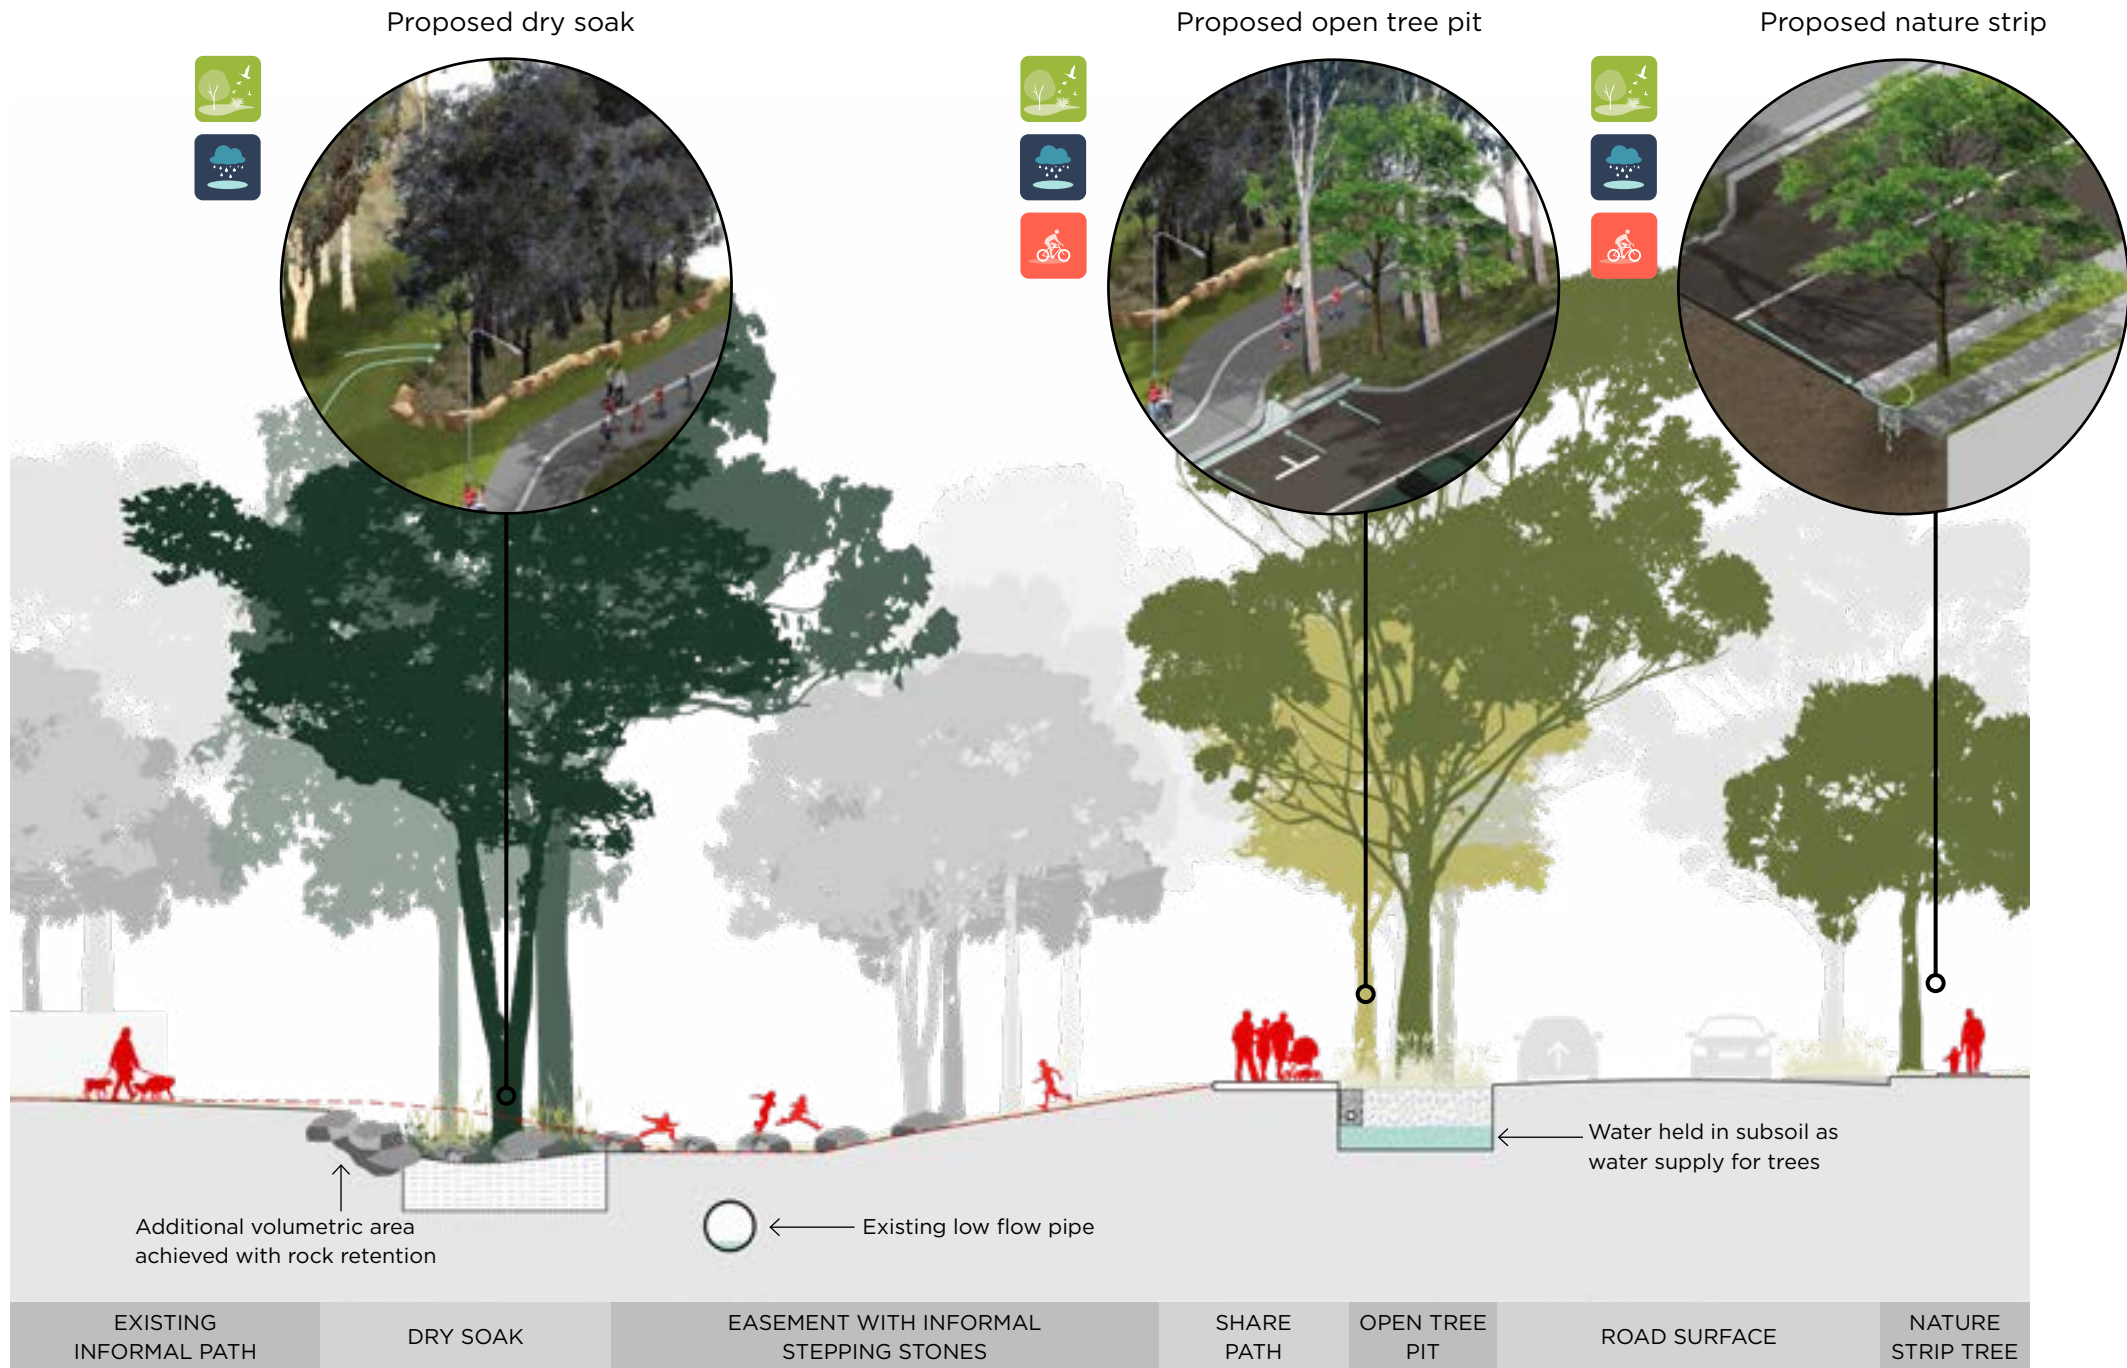 Proposed dry soak
Proposed open tree pit
Proposed nature strip
Water held in subsoil as
water supply for trees
Additional volumetric area
achieved with rock retention
Existing low flow pipe
EXISTING
INFORMAL PATH
DRY SOAK
EASEMENT WITH INFORMAL
STEPPING STONES
SHARE
PATH
OPEN TREE
PIT
ROAD SURFACE
NATURE
STRIP TREE